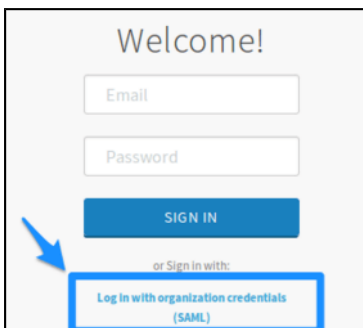 Welcome!
Email
Password
SIGN IN
or Sign in with:
Log in with organization credentials
(SAML)